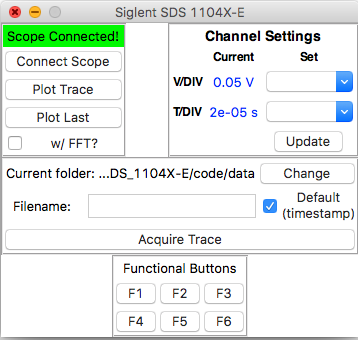 Siglent SDS 1104X-E
Scope Connected!
Connect Scope
Plot Trace
Plot Last
w/ FFT?
Channel Settings
Current Set
V/DIV 0.05 V
T/DIV 2e-05 s
Update
Current folder: ...DS_1104X-E/code/data Change
Filename: Default
(timestamp)
Acquire Trace
Functional Buttons
F1 F2 F3
F4 F5 F6